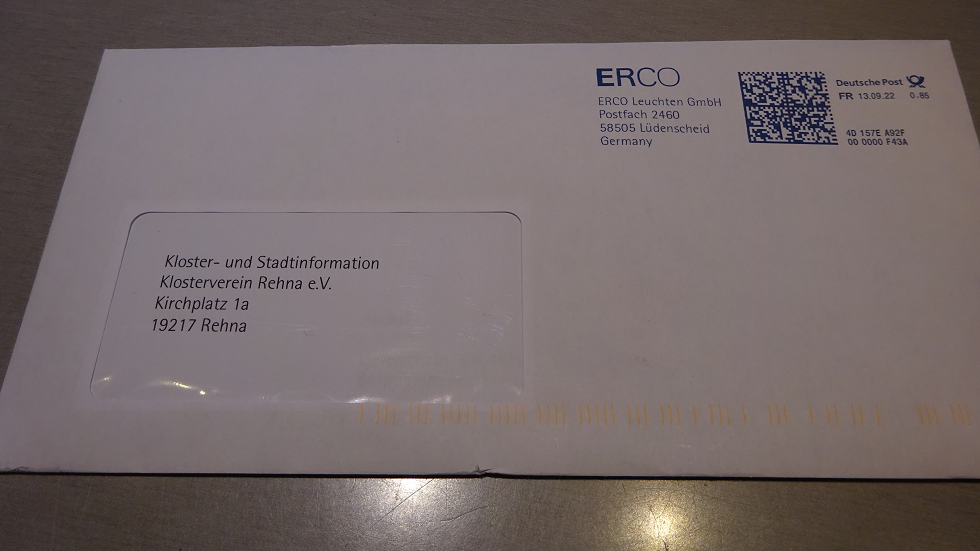 ERCO
ERCO Leuchten GmbH
Postfach 2460
58505 Lüdenscheid
Germany
Deutsche Post
FR 13.09.22 0.85
4D 157E A92F
00 0000 F43A
Kloster- und Stadtinformation
Klosterverein Rehna e.V.
Kirchplatz 1a
19217 Rehna